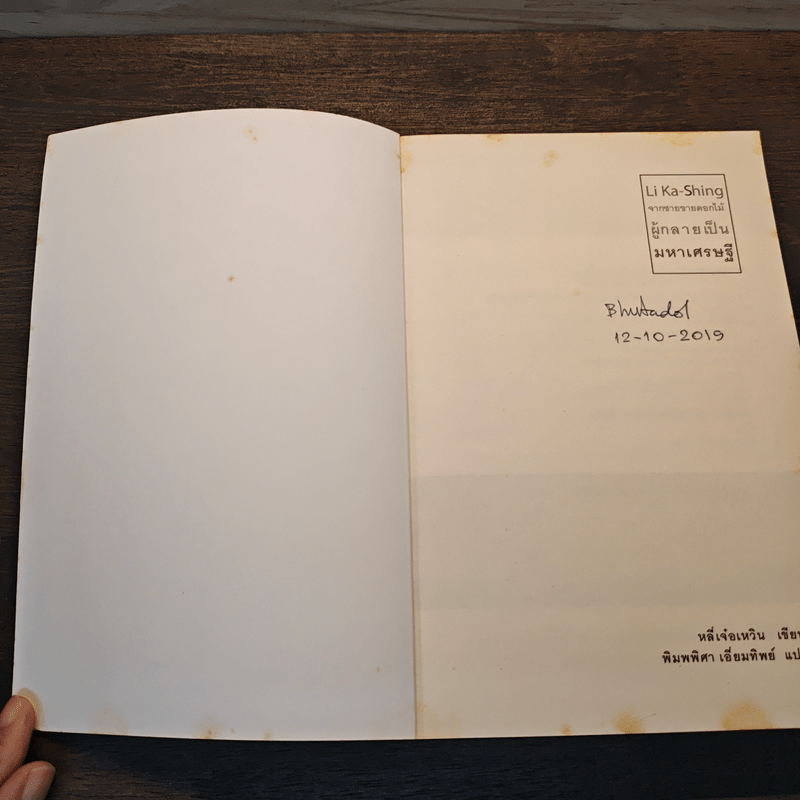 Li Ka-Shing
จากชายขายดอกไม้
ผู้กลายเป็น
มหาเศรษฐี
Bhutadol
12-10-2019
หลี่เจ๋อเหวิน เขีย
พิมพพิศา เอี่ยมทิพย์ แป